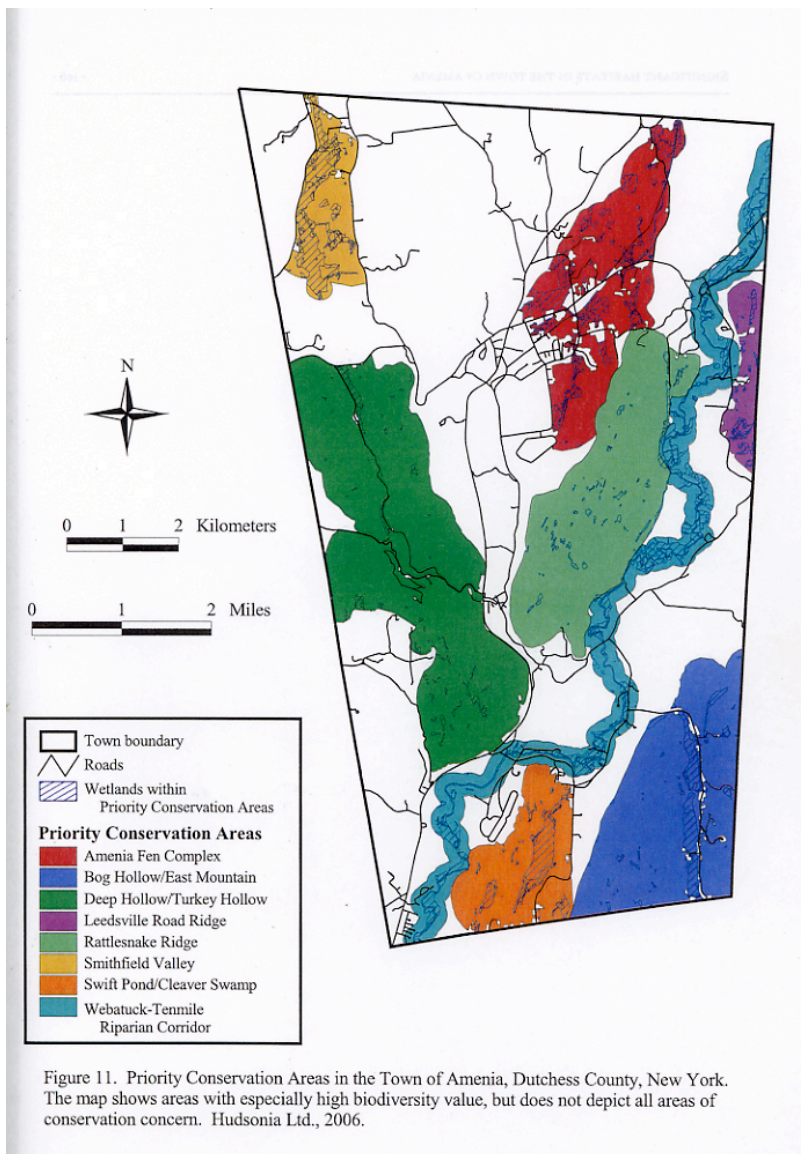 N
0 1 2 Kilometers
0 1 2 Miles
Town boundary
Roads
Wetlands within
Priority Conservation Areas
Priority Conservation Areas
Amenia Fen Complex
Bog Hollow/East Mountain
Deep Hollow/Turkey Hollow
Leedsville Road Ridge
Rattlesnake Ridge
Smithfield Valley
Swift Pond/Cleaver Swamp
Webatuck-Tenmile
Riparian Corridor
Figure 11. Priority Conservation Areas in the Town of Amenia, Dutchess County, New York.
The map shows areas with especially high biodiversity value, but does not depict all areas of
conservation concern. Hudsonia Ltd., 2006.